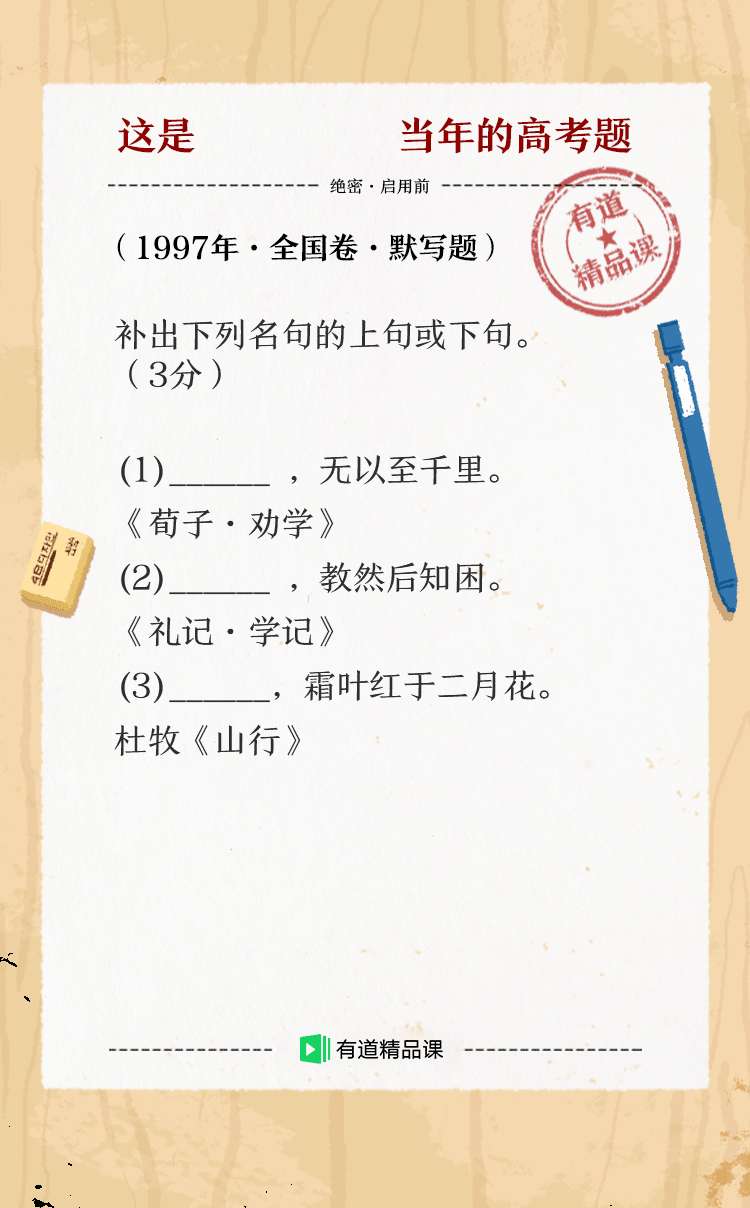 这是 当年的高考题
绝密·启用前
有道
精品课
（1997年·全国卷·默写题）
补出下列名句的上句或下句。
（3分）
(1)______ ，无以至千里。
《荀子·劝学》
(2)______ ，教然后知困。
《礼记·学记》
(3)______，霜叶红于二月花。
杜牧《山行》
有道精品课